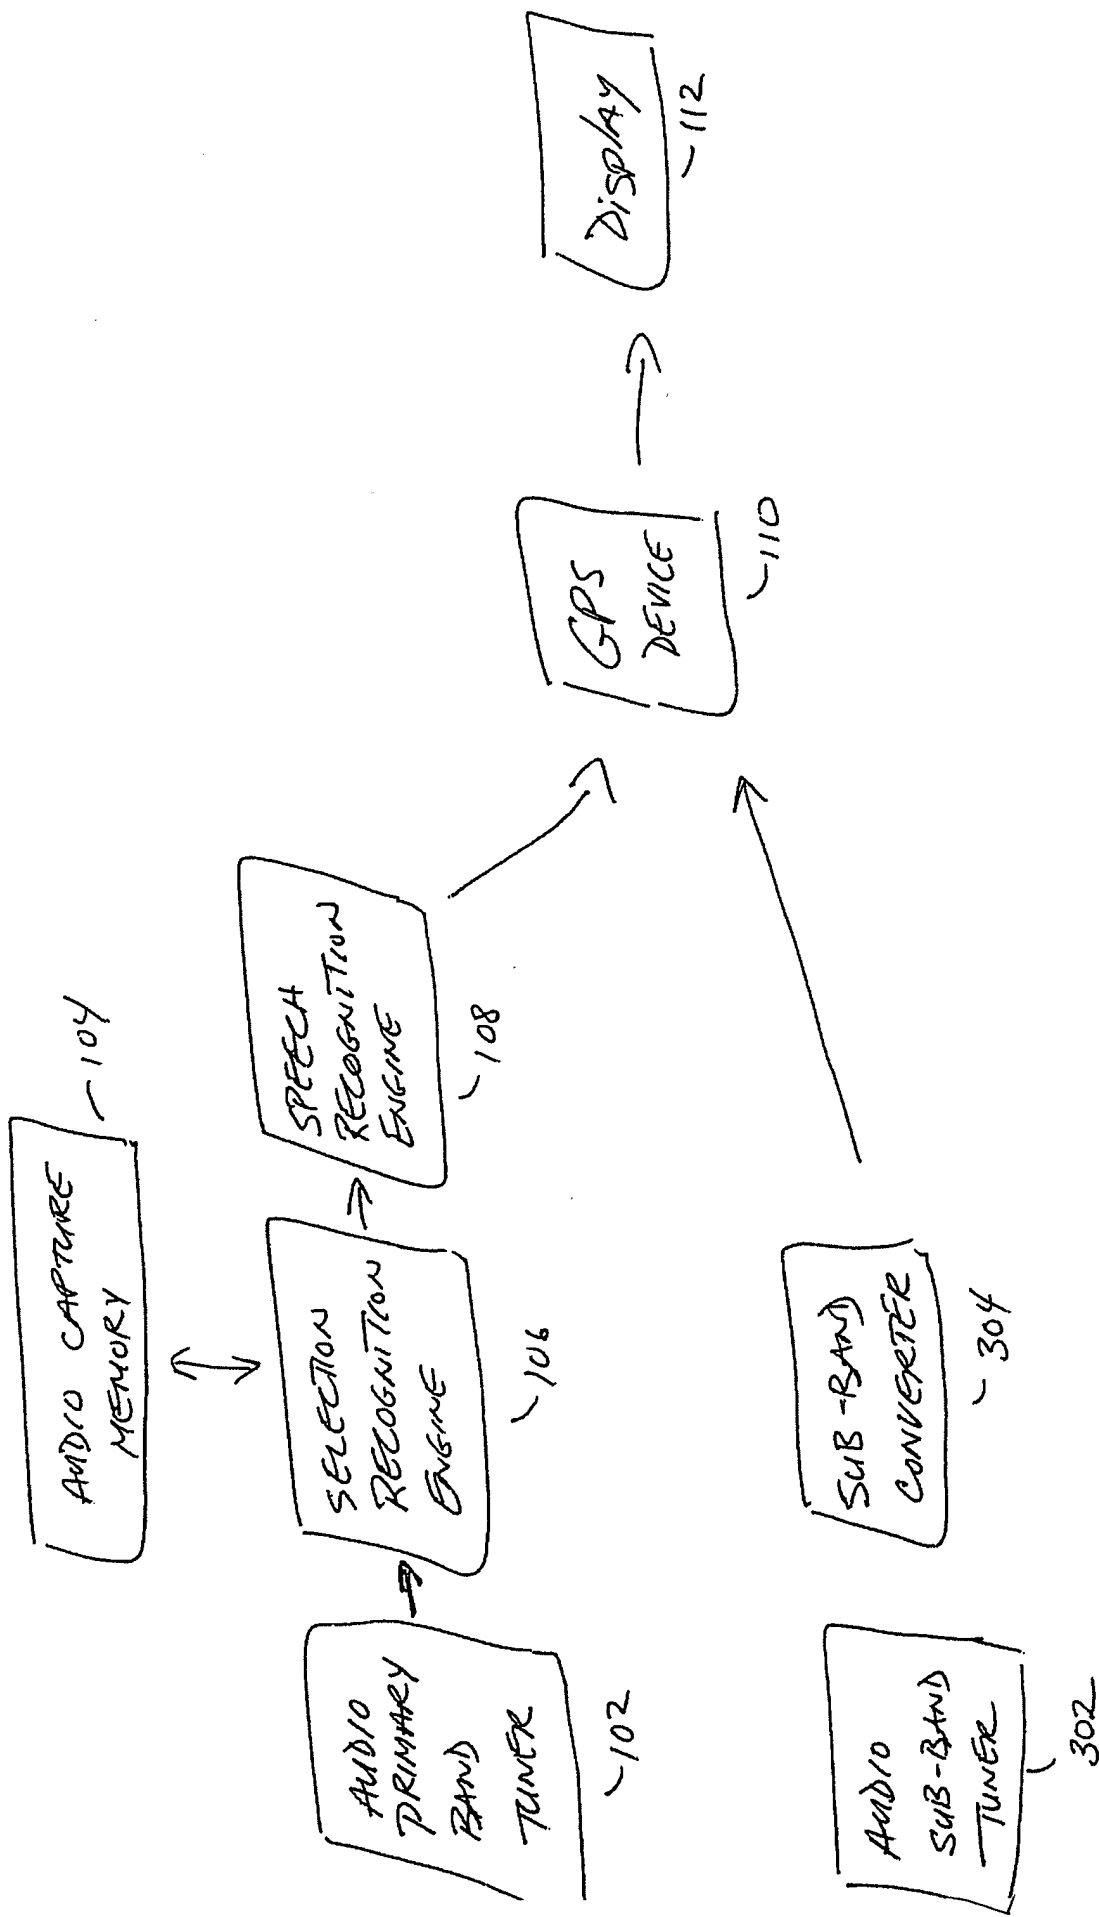 AUDIO CAPTURE
MEMORY
104
AUDIO
PRIMARY
BAND
TUNER
102
SELECTION
RECOGNITION
ENGINE
106
SPEECH
RECOGNITION
ENGINE
108
GPS
DEVICE
110
DISPLAY
112
AUDIO
SUB-BAND
TUNER
302
SUB-BAND
CONVERTER
304